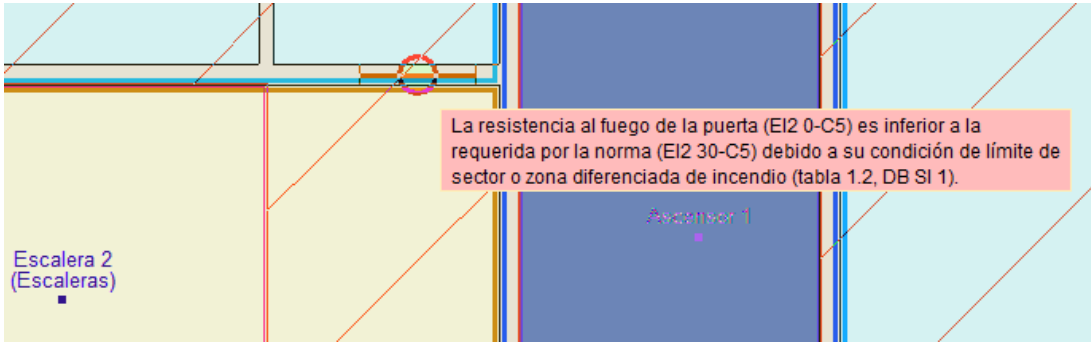 La resistencia al fuego de la puerta (EI2 0-C5) es inferior a la
requerida por la norma (EI2 30-C5) debido a su condición de límite de
sector o zona diferenciada de incendio (tabla 1.2, DB SI 1).
Ascensor 1
Escalera 2
(Escaleras)